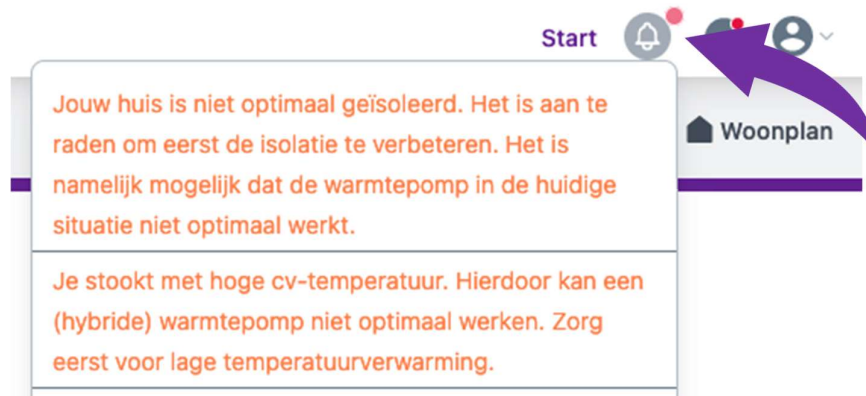 Start
Jouw huis is niet optimaal geïsoleerd. Het is aan te
raden om eerst de isolatie te verbeteren. Het is
namelijk mogelijk dat de warmtepomp in de huidige
situatie niet optimaal werkt.
Woonplan
Je stookt met hoge cv-temperatuur. Hierdoor kan een
(hybride) warmtepomp niet optimaal werken. Zorg
eerst voor lage temperatuurverwarming.